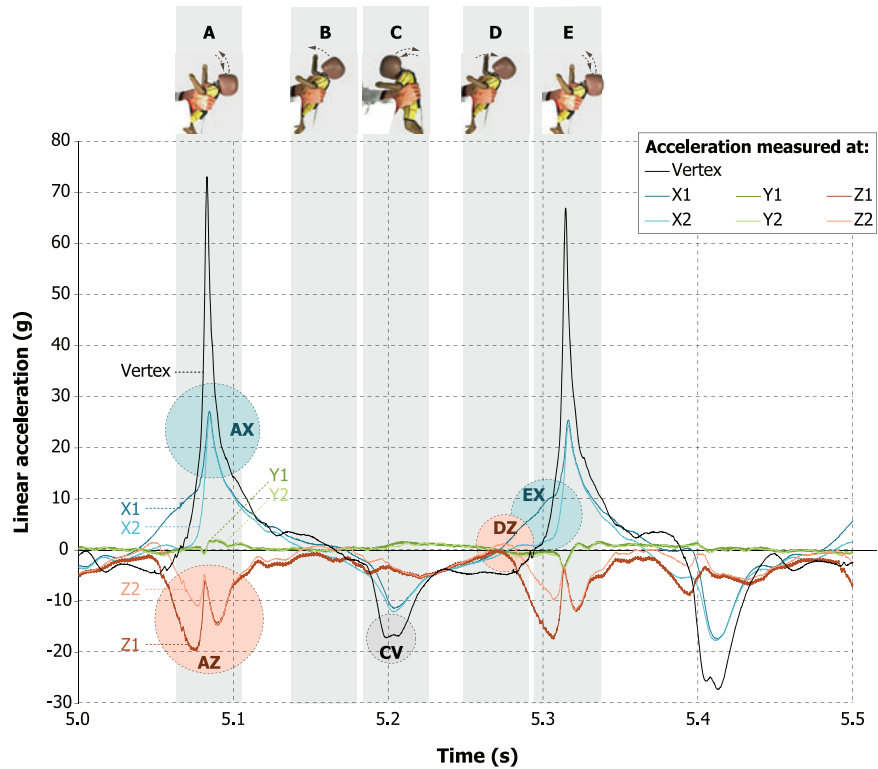 A B C D E
80
70
60
50
40
30
20
10
0
-10
-20
-30
Linear acceleration (g)
Acceleration measured at:
Vertex
X1 Y1 Z1
X2 Y2 Z2
Vertex
AX
Y1
Y2
X1
X2
EX
DZ
Z2
Z1
AZ
CV
5.0 5.1 5.2 5.3 5.4 5.5
Time (s)